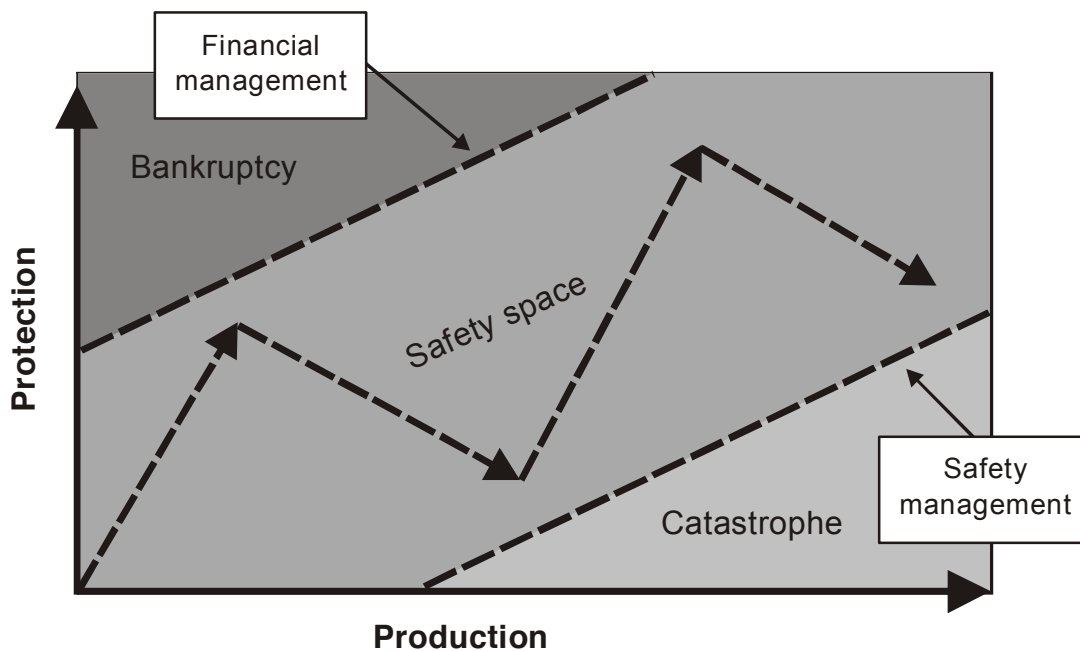 Financial
management
Bankruptcy
Protection
Safety space
Safety
management
Catastrophe
Production